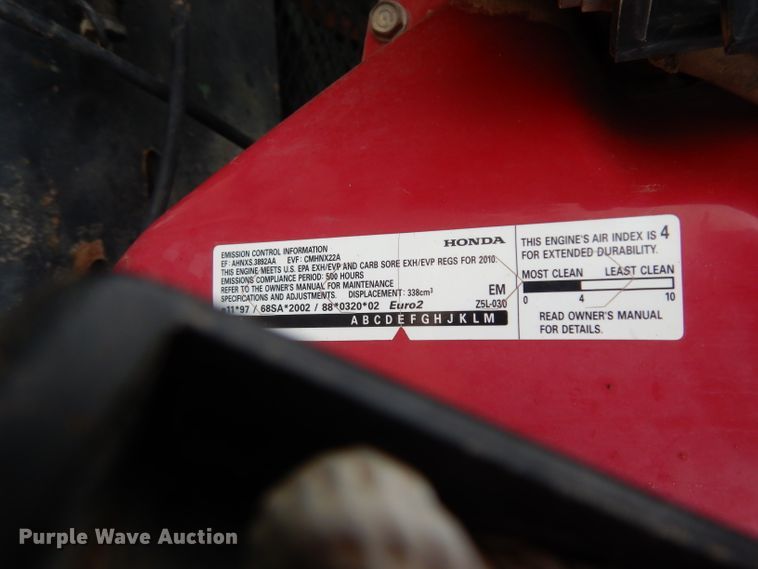 EMISSION CONTROL INFORMATION
HONDA
EF: AHNXS.3892AA EVF: CMHNX22A
THIS ENGINE MEETS U.S. EPA EXH/EVP AND CARB SORE EXH/EVP REGS FOR 2010
EMISSIONS COMPLIANCE PERIOD: 500 HOURS
REFER TO OWNER'S MANUAL FOR MAINTENANCE
SPECIFICATIONS AND ADJUSTMENTS. DISPLACEMENT: 338cm³
EM
e11*97 / 68SA*2002 / 88*0320*02 Euro2
Z5L-030
A B C D E F G H J K L M
THIS ENGINE'S AIR INDEX IS 4
FOR EXTENDED DURABILITY.
MOST CLEAN LEAST CLEAN
0 4 10
READ OWNER'S MANUAL
FOR DETAILS.
Purple Wave Auction